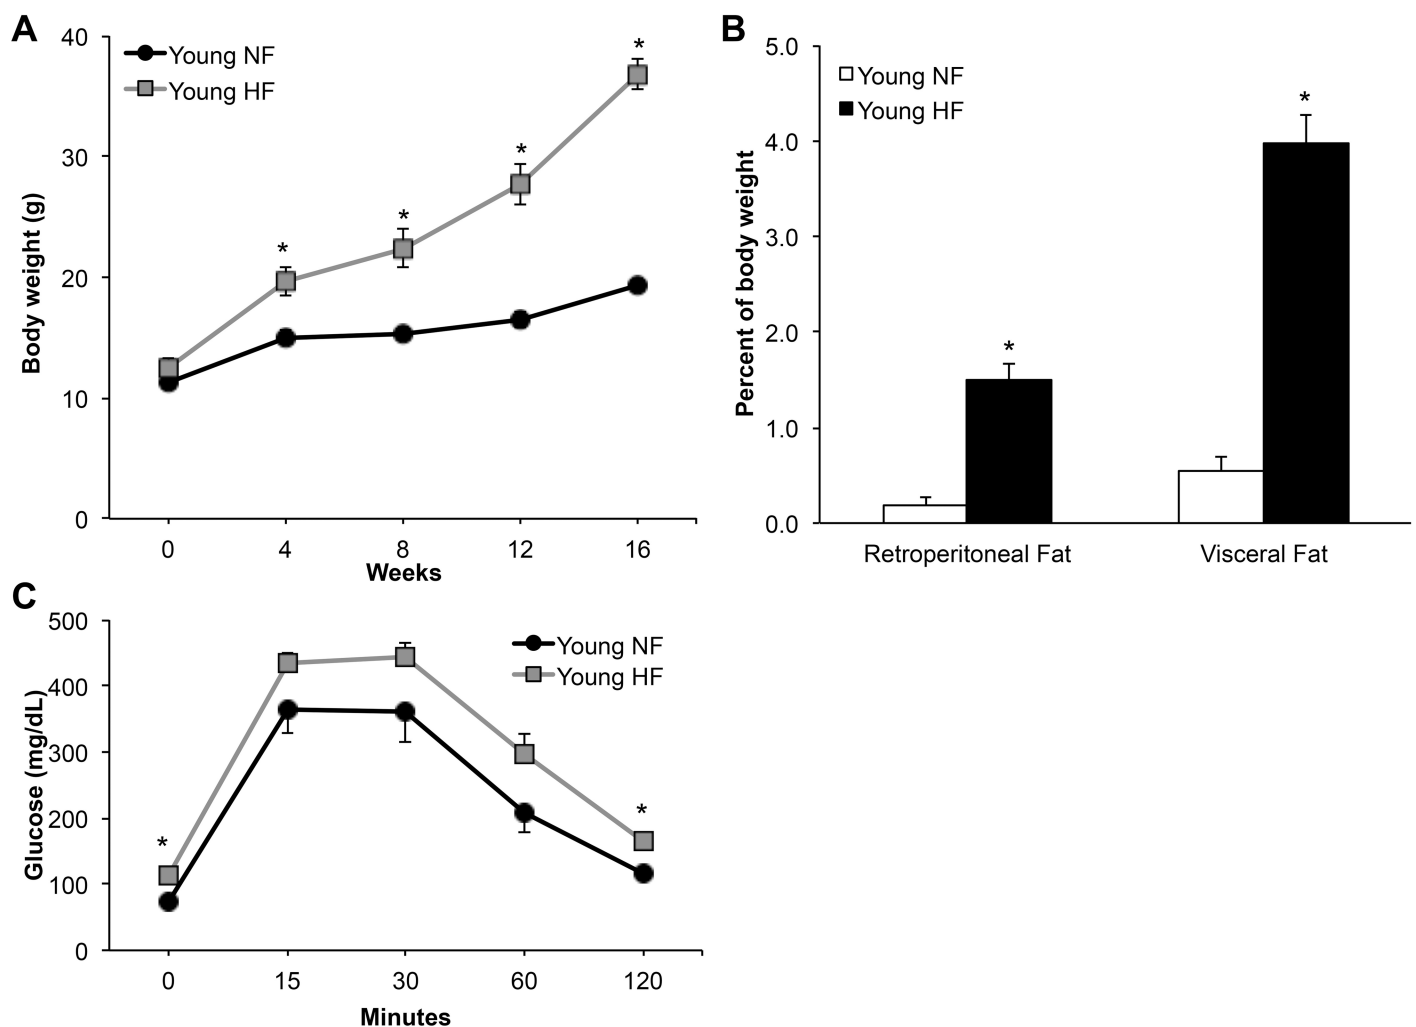 A
Young NF
Young HF
40
30
20
10
0
Body weight (g)
0 4 8 12 16
Weeks
* * * *
B
Young NF
Young HF
5.0
4.0
3.0
2.0
1.0
0.0
Percent of body weight
* *
Retroperitoneal Fat Visceral Fat
C
Young NF
Young HF
500
400
300
200
100
0
Glucose (mg/dL)
* *
0 15 30 60 120
Minutes